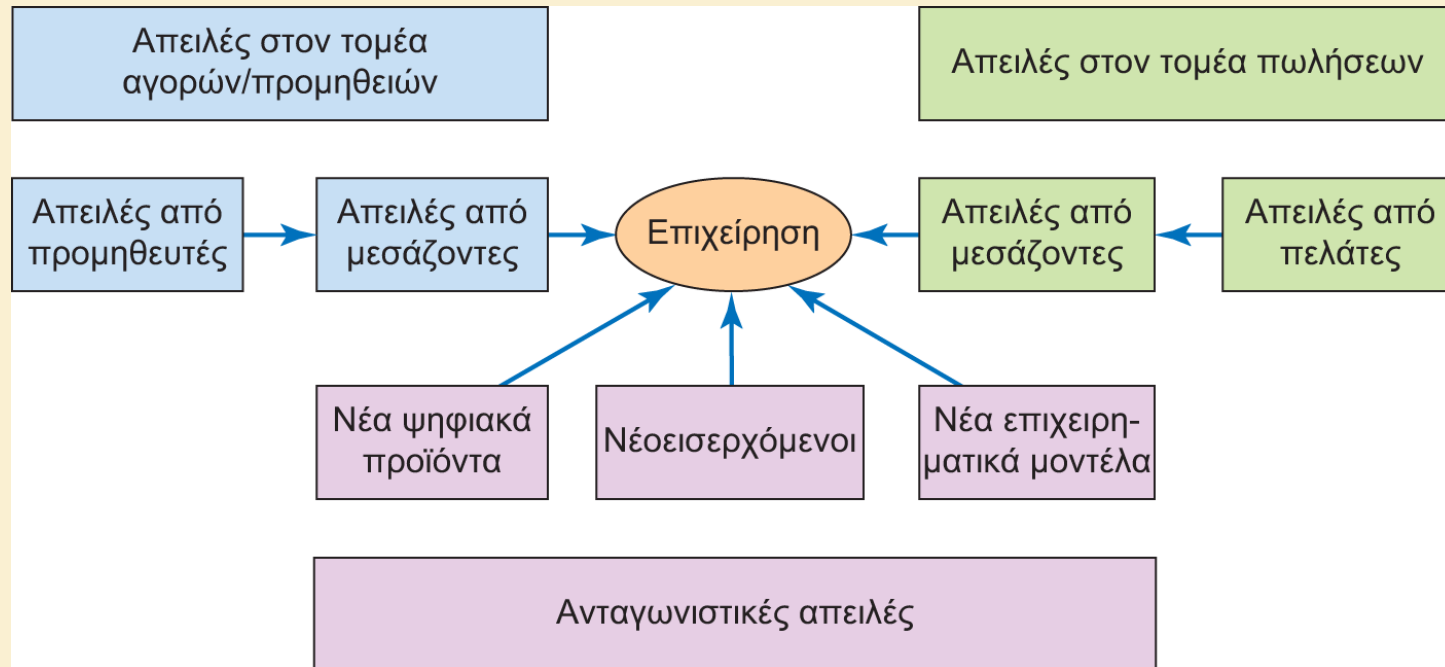 Απειλές στον τομέα
αγορών/προμηθειών
Απειλές στον τομέα πωλήσεων
Απειλές από
προμηθευτές
Απειλές από
μεσάζοντες
Επιχείρηση
Απειλές από
μεσάζοντες
Απειλές από
πελάτες
Νέα ψηφιακά
προϊόντα
Νέοεισερχόμενοι
Νέα επιχειρη-
ματικά μοντέλα
Ανταγωνιστικές απειλές